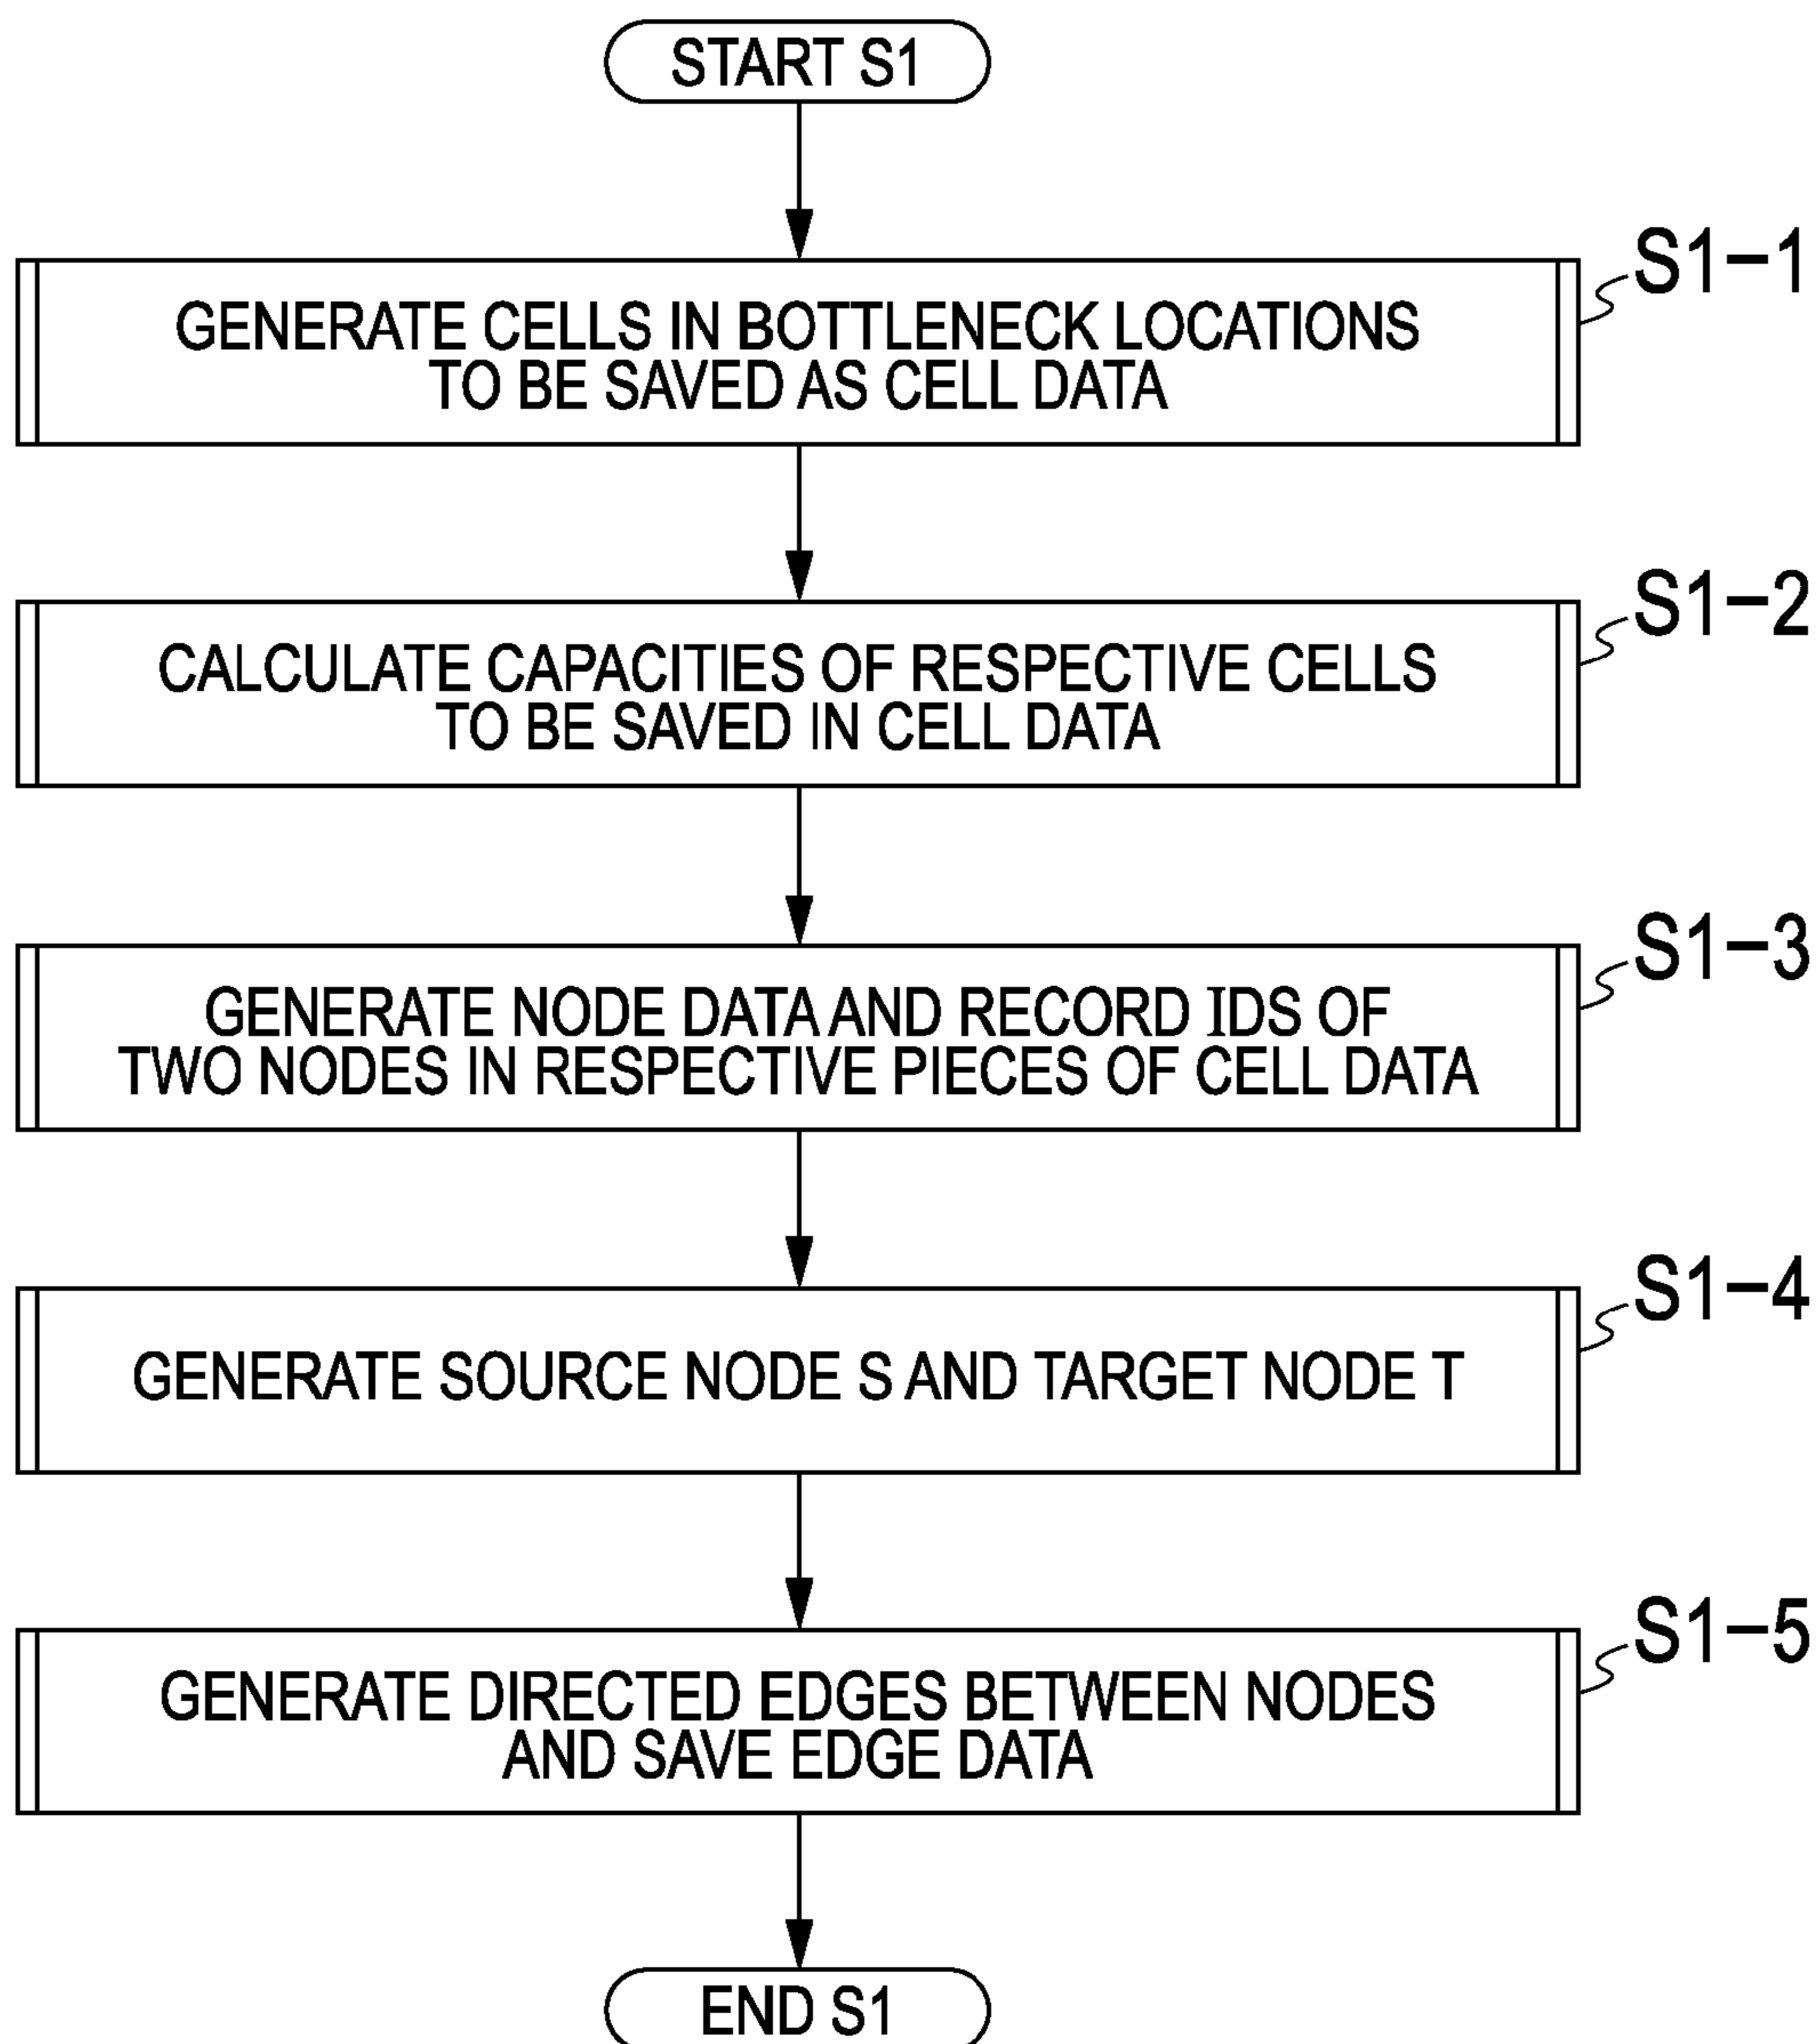 START S1
S1-1
GENERATE CELLS IN BOTTLENECK LOCATIONS
TO BE SAVED AS CELL DATA
S1-2
CALCULATE CAPACITIES OF RESPECTIVE CELLS
TO BE SAVED IN CELL DATA
S1-3
GENERATE NODE DATA AND RECORD IDS OF
TWO NODES IN RESPECTIVE PIECES OF CELL DATA
S1-4
GENERATE SOURCE NODE S AND TARGET NODE T
S1-5
GENERATE DIRECTED EDGES BETWEEN NODES
AND SAVE EDGE DATA
END S1